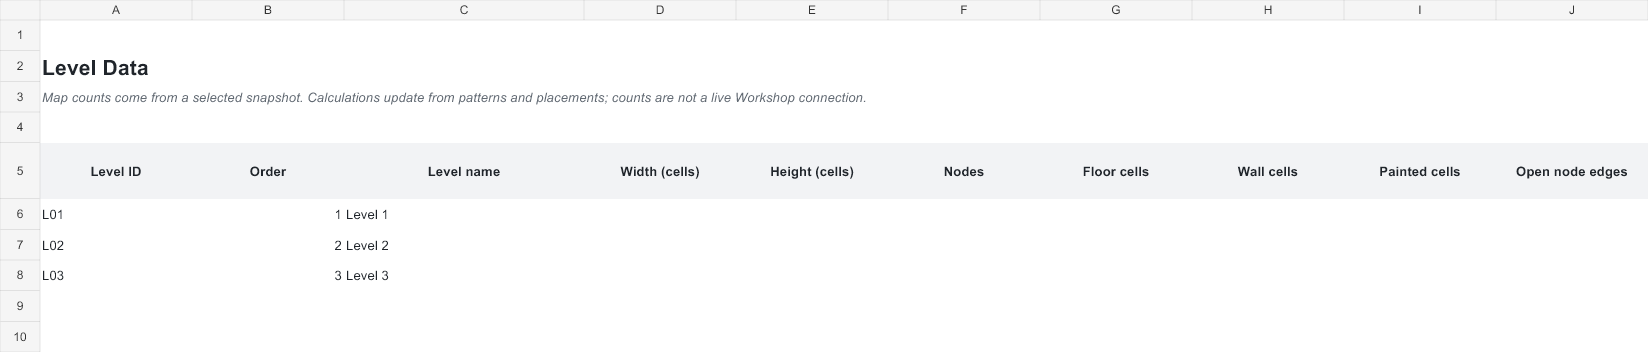 A B C D E F G H I J
1
2 Level Data
3 Map counts come from a selected snapshot. Calculations update from patterns and placements; counts are not a live Workshop connection.
4
5 Level ID Order Level name Width (cells) Height (cells) Nodes Floor cells Wall cells Painted cells Open node edges
6 L01 1 Level 1
7 L02 2 Level 2
8 L03 3 Level 3
9
10